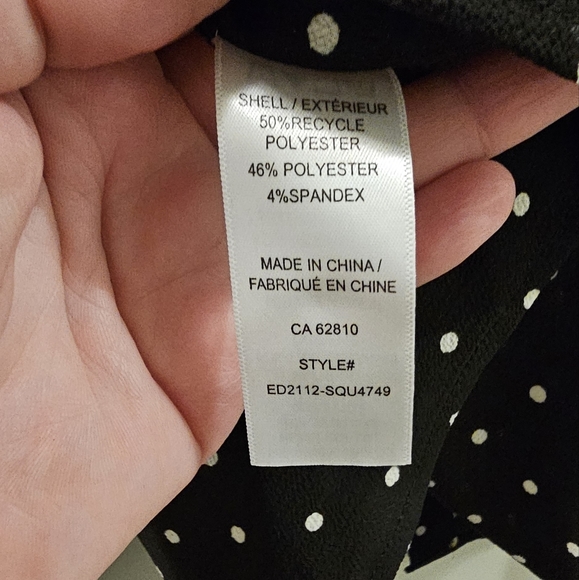 SHELL / EXTÉRIEUR
50%RECYCLE
POLYESTER
46% POLYESTER
4%SPANDEX
MADE IN CHINA /
FABRIQUÉ EN CHINE
CA 62810
STYLE#
ED2112-SQU4749